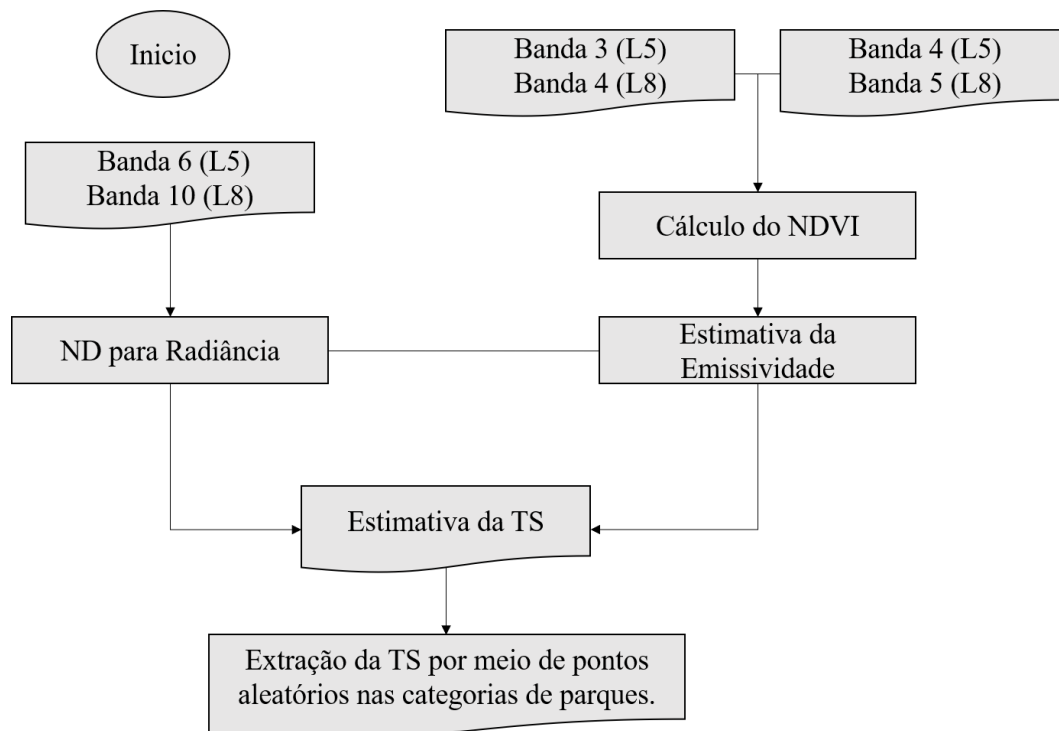 Inicio
Banda 3 (L5)
Banda 4 (L8)
Banda 4 (L5)
Banda 5 (L8)
Banda 6 (L5)
Banda 10 (L8)
Cálculo do NDVI
ND para Radiância
Estimativa da
Emissividade
Estimativa da TS
Extração da TS por meio de pontos
aleatórios nas categorias de parques.